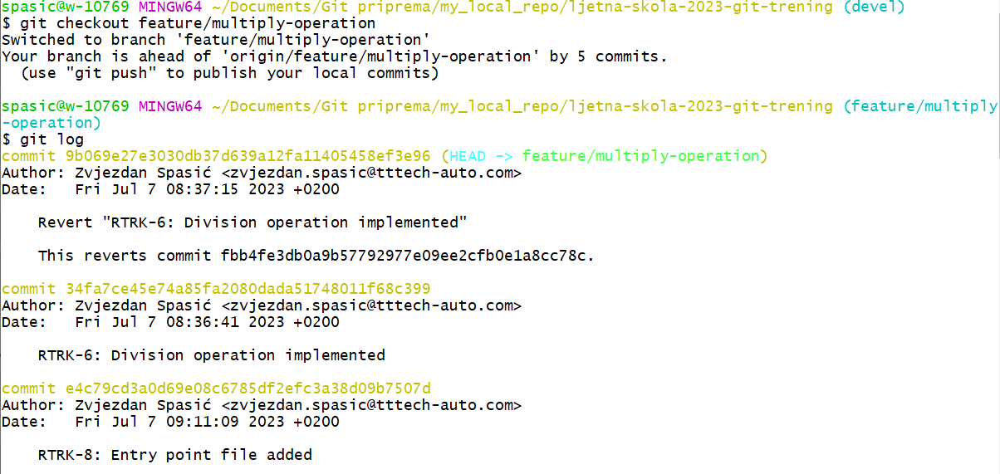 spasic@w-10769 MINGW64 ~/Documents/Git priprema/my_local_repo/ljetna-skola-2023-git-trening (devel)
$ git checkout feature/multiply-operation
Switched to branch 'feature/multiply-operation'
Your branch is ahead of 'origin/feature/multiply-operation' by 5 commits.
  (use "git push" to publish your local commits)

spasic@w-10769 MINGW64 ~/Documents/Git priprema/my_local_repo/ljetna-skola-2023-git-trening (feature/multiply
-operation)
$ git log
commit 9b069e27e3030db37d639a12fa11405458ef3e96 (HEAD -> feature/multiply-operation)
Author: Zvjezdan Spasić <zvjezdan.spasic@tttech-auto.com>
Date:   Fri Jul 7 08:37:15 2023 +0200

    Revert "RTRK-6: Division operation implemented"

    This reverts commit fbb4fe3db0a9b57792977e09ee2cfb0e1a8cc78c.

commit 34fa7ce45e74a85fa2080dada51748011f68c399
Author: Zvjezdan Spasić <zvjezdan.spasic@tttech-auto.com>
Date:   Fri Jul 7 08:36:41 2023 +0200

    RTRK-6: Division operation implemented

commit e4c79cd3a0d69e08c6785df2efc3a38d09b7507d
Author: Zvjezdan Spasić <zvjezdan.spasic@tttech-auto.com>
Date:   Fri Jul 7 09:11:09 2023 +0200

    RTRK-8: Entry point file added